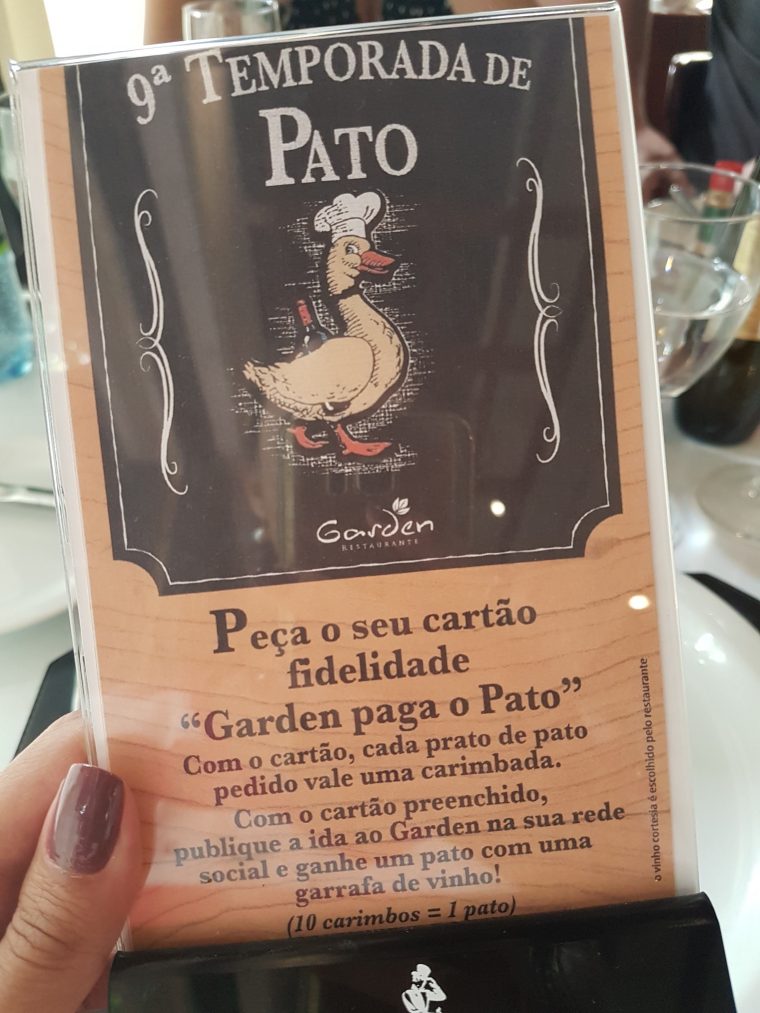 9ª TEMPORADA DE
PATO
Garden
RESTAURANTE
Peça o seu cartão
fidelidade
“Garden paga o Pato”
Com o cartão, cada prato de pato
pedido vale uma carimbada.
Com o cartão preenchido,
publique a ida ao Garden na sua rede
social e ganhe um pato com uma
garrafa de vinho!
(10 carimbos = 1 pato)
a vinho cortesia é escolhido pelo restaurante